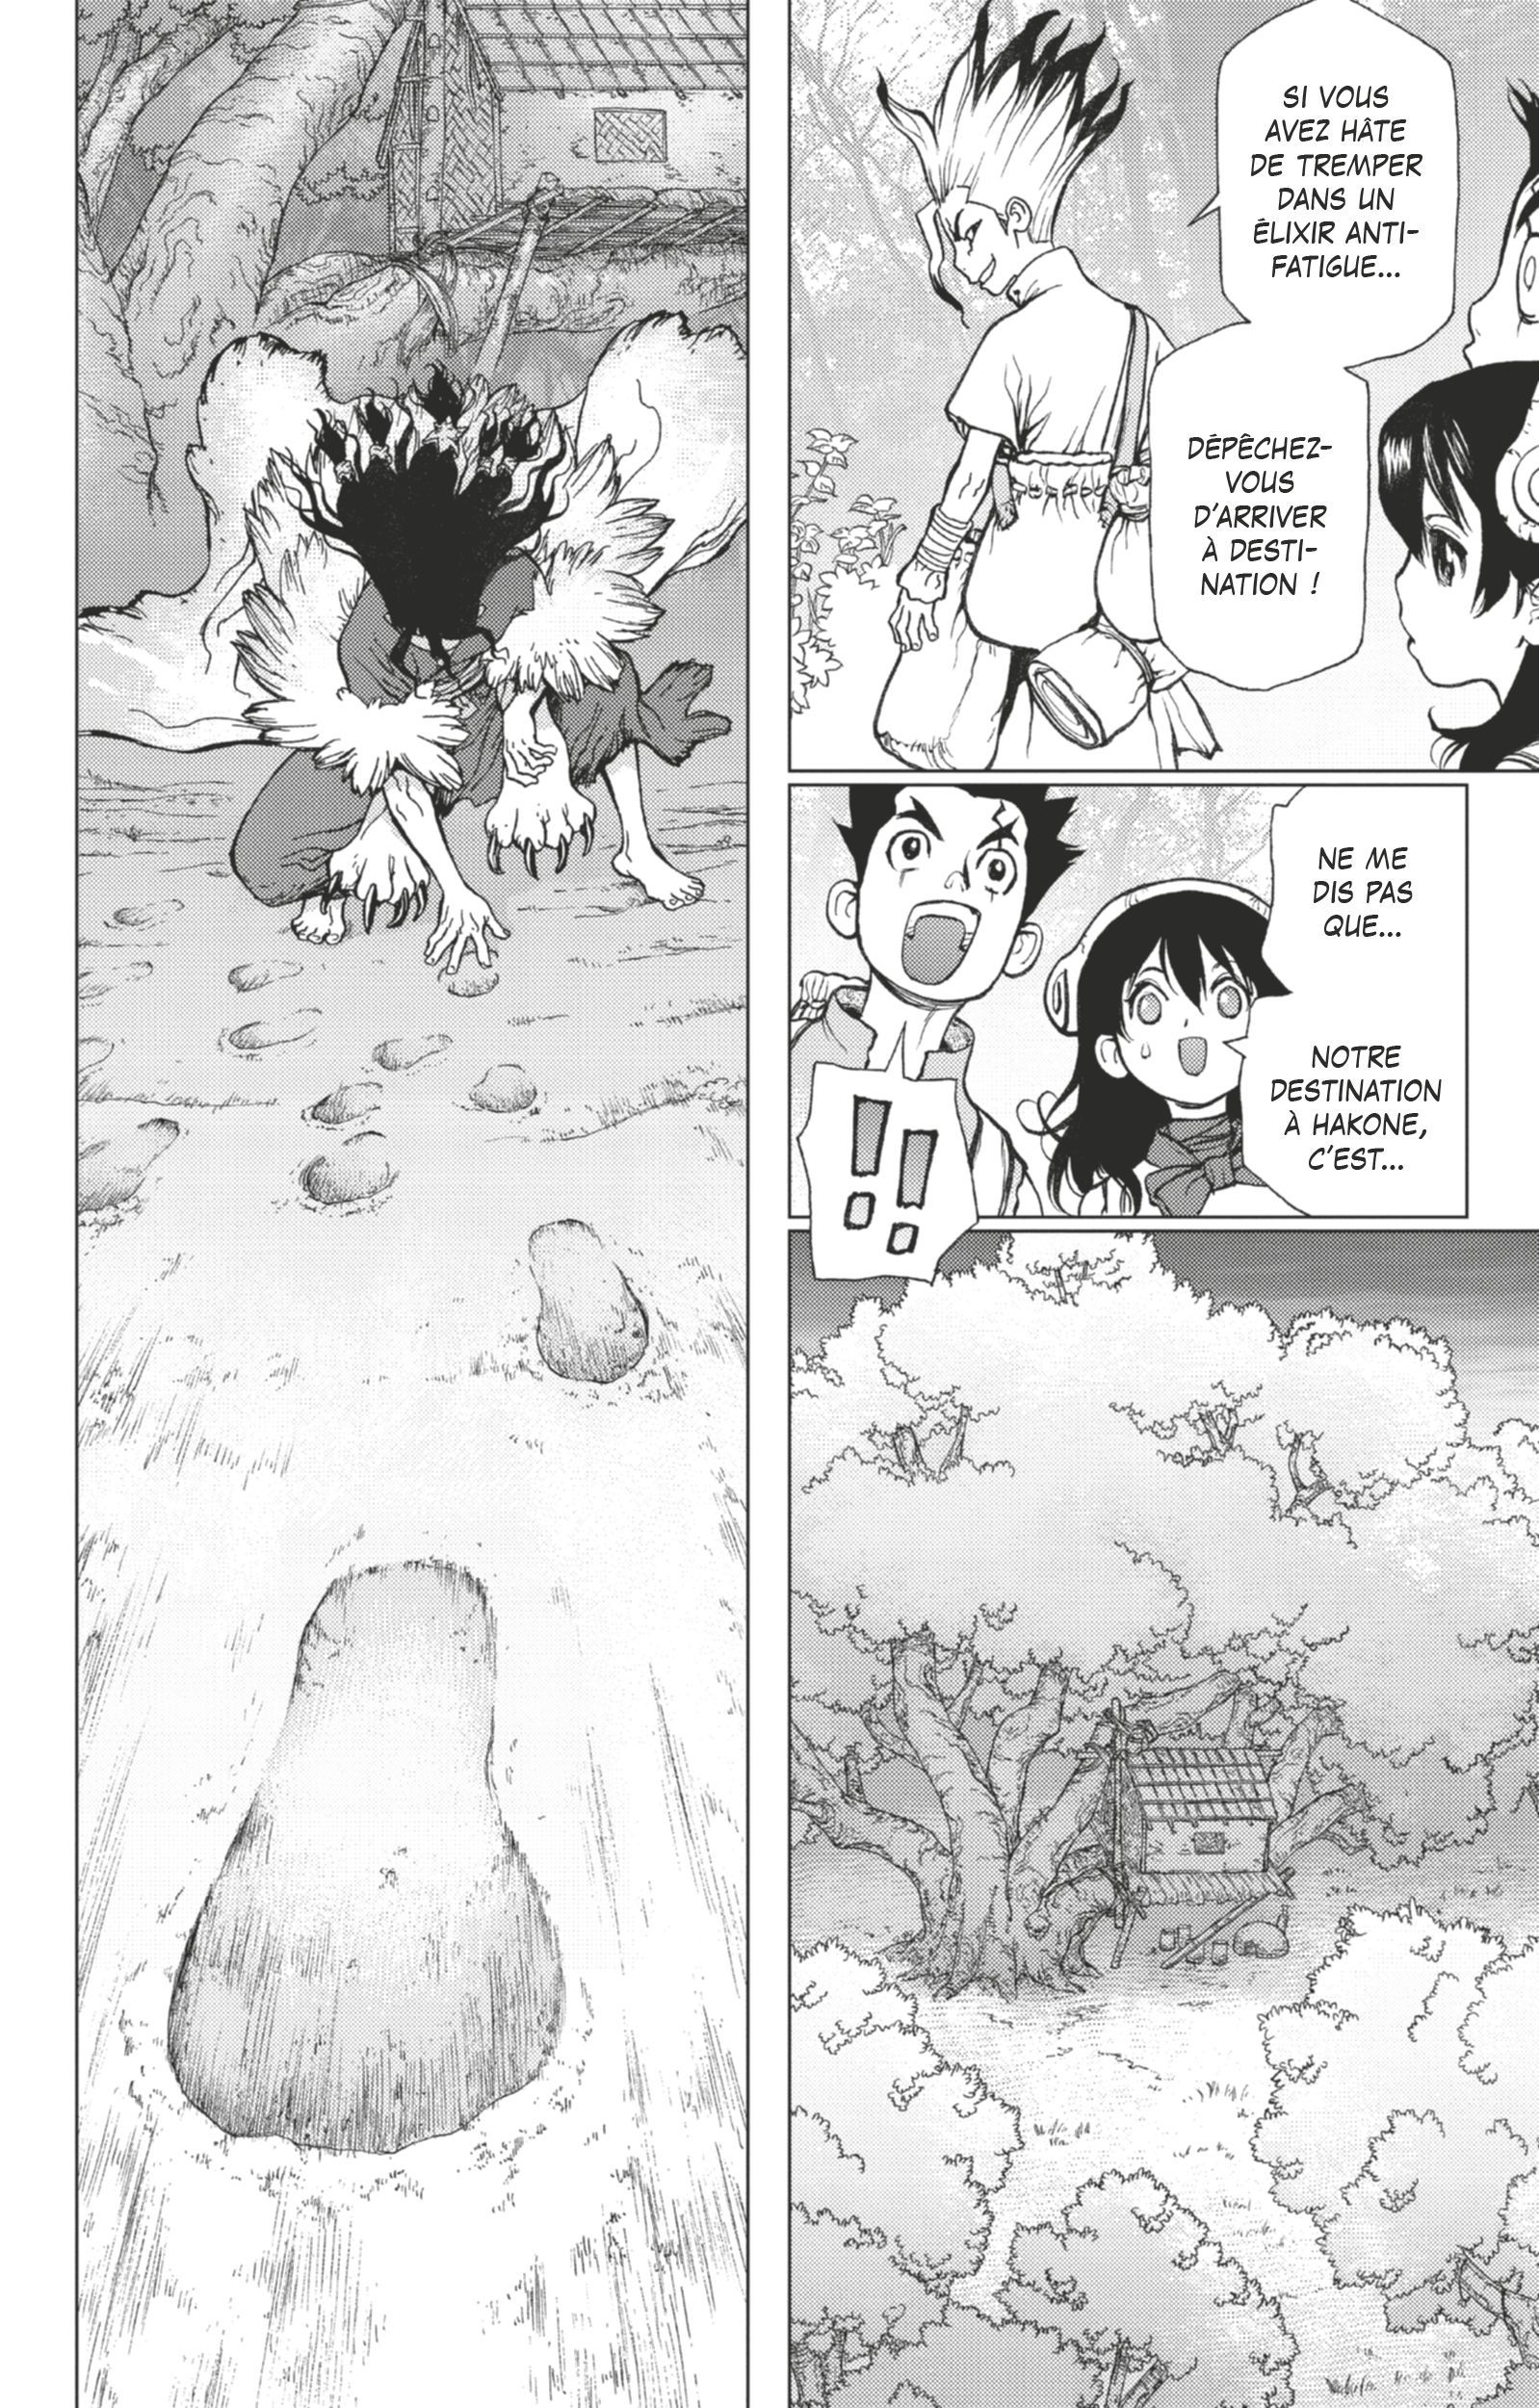 SI VOUS
AVEZ HÂTE
DE TREMPER
DANS UN
ÉLIXIR ANTI-
FATIGUE...
DÉPÊCHEZ-
VOUS
D'ARRIVER
À DESTI-
NATION !
NE ME
DIS PAS
QUE...
NOTRE
DESTINATION
À HAKONE,
C'EST...
!!